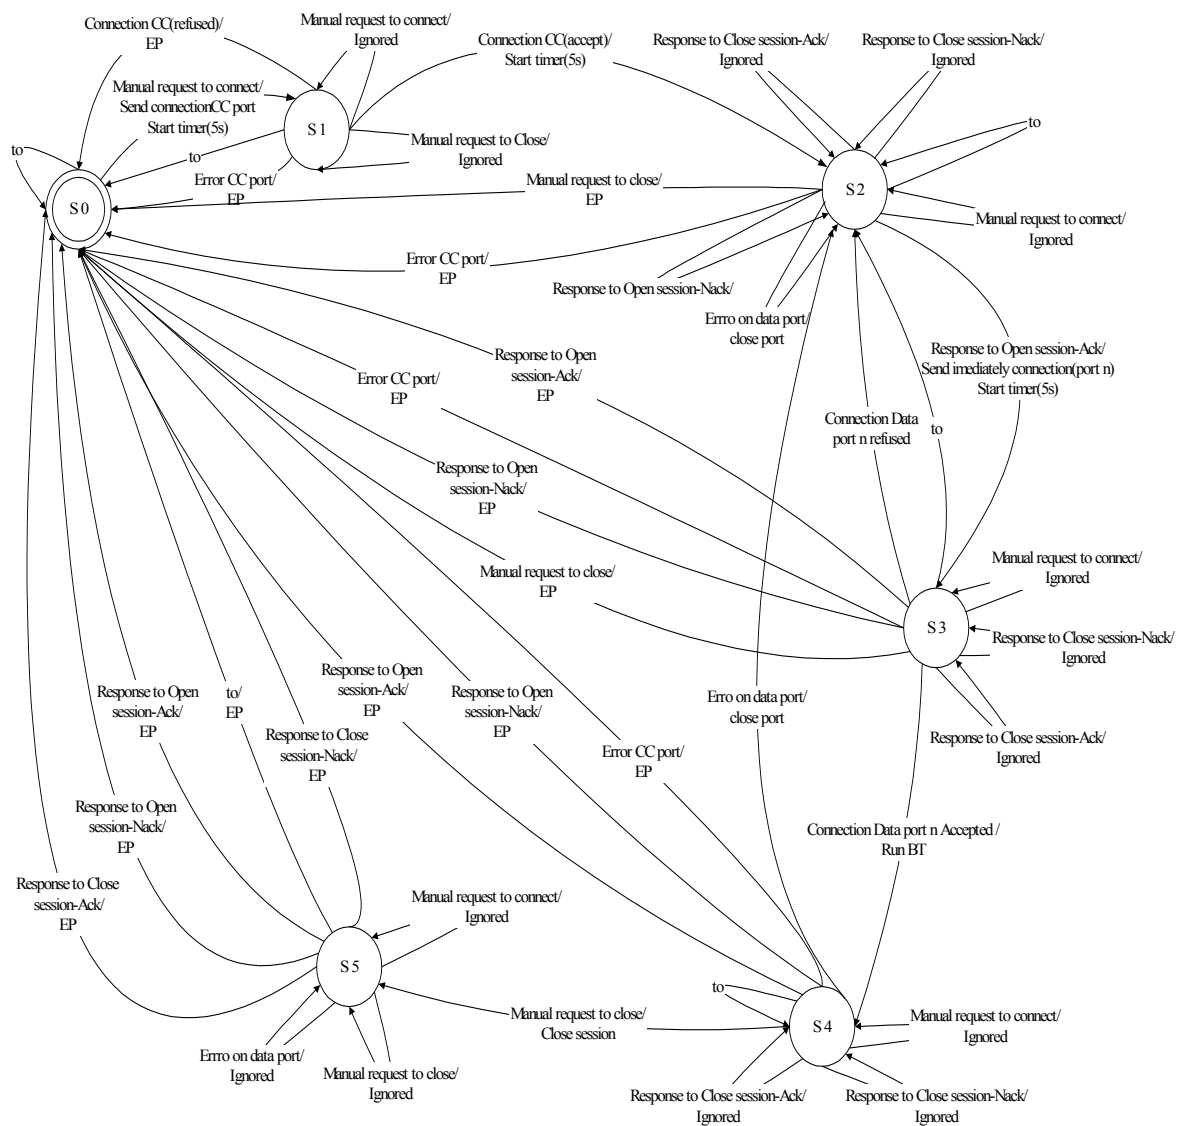 Connection CC(refused)/
EP
Manual request to connect/
Ignored
Connection CC(accept)/
Start timer(5s)
Response to Close session-Ack/
Ignored
Response to Close session-Nack/
Ignored
Manual request to connect/
Send connectionCC port
Start timer(5s)
S1
to
to
Manual request to Close/
Ignored
to
Error CC port/
EP
Manual request to close/
EP
S0
S2
Manual request to connect/
Ignored
Error CC port/
EP
Response to Open session-Nack/
Errro on data port/
close port
Response to Open session-Ack/
Send imediately connection(port n)
Start timer(5s)
Response to Open
session-Ack/
EP
Error CC port/
EP
Connection Data
port n refused
to
Response to Open
session-Nack/
EP
Manual request to close/
EP
Manual request to connect/
Ignored
S3
Response to Close session-Nack/
Ignored
Response to Close session-Ack/
Ignored
Response to Open
session-Ack/
EP
to/
EP
Response to Close
session-Nack/
EP
Response to Open
session-Ack/
EP
Response to Open
session-Nack/
EP
Erro on data port/
close port
Error CC port/
EP
Response to Open
session-Nack/
EP
Connection Data port n Accepted /
Run BT
Response to Close
session-Ack/
EP
Manual request to connect/
Ignored
S5
to
Manual request to close/
Close session
S4
Manual request to connect/
Ignored
Errro on data port/
Ignored
Manual request to close/
Ignored
Response to Close session-Ack/
Ignored
Response to Close session-Nack/
Ignored